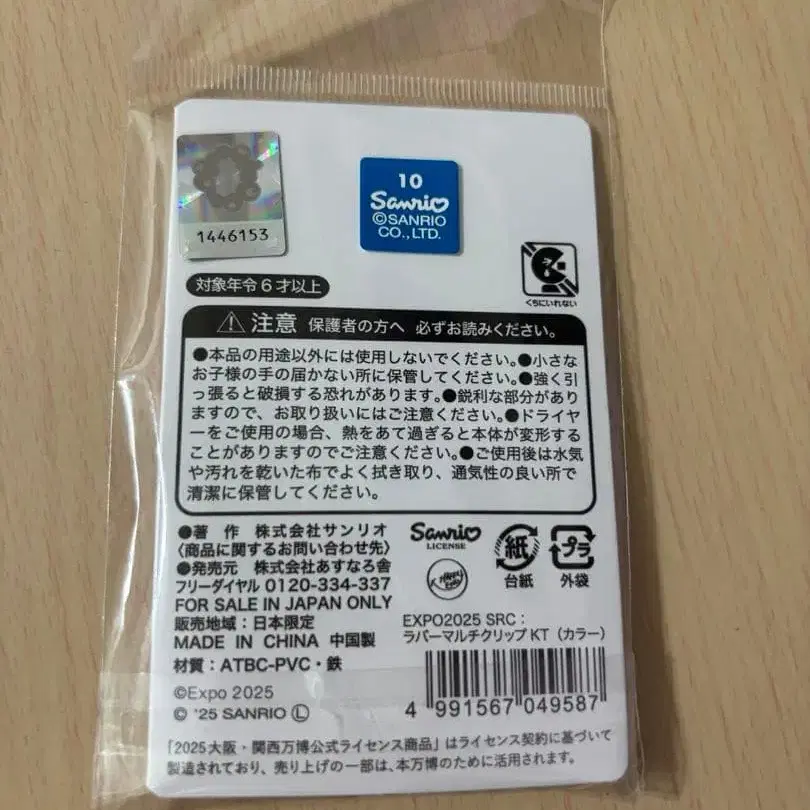 1446153
10
Sanrio
©SANRIO
CO.,LTD.
くちにいれない
対象年令6才以上
注意 保護者の方へ 必ずお読みください。
●本品の用途以外には使用しないでください。●小さな
お子様の手の届かない所に保管してください。●強く引
っ張ると破損する恐れがあります。●鋭利な部分があり
ますので、お取り扱いにはご注意ください。●ドライヤ
ーをご使用の場合、熱をあて過ぎると本体が変形する
ことがありますのでご注意ください。●ご使用後は水気
や汚れを乾いた布でよく拭き取り、通気性の良い所で
清潔に保管してください。
●著 作 株式会社サンリオ
〈商品に関するお問い合わせ先〉
●発売元 株式会社あすなろ舎
フリーダイヤル 0120-334-337
FOR SALE IN JAPAN ONLY
販売地域:日本限定
MADE IN CHINA 中国製
材質:ATBC-PVC・鉄
©Expo 2025
© '25 SANRIO Ⓛ
Sanrio
LICENSE
紙
台紙
プラ
外袋
EXPO2025 SRC:
ラバーマルチクリップ KT (カラー)
4 991567 049587
「2025大阪・関西万博公式ライセンス商品」はライセンス契約に基づいて
製造されており、売り上げの一部は、本万博のために活用されます。